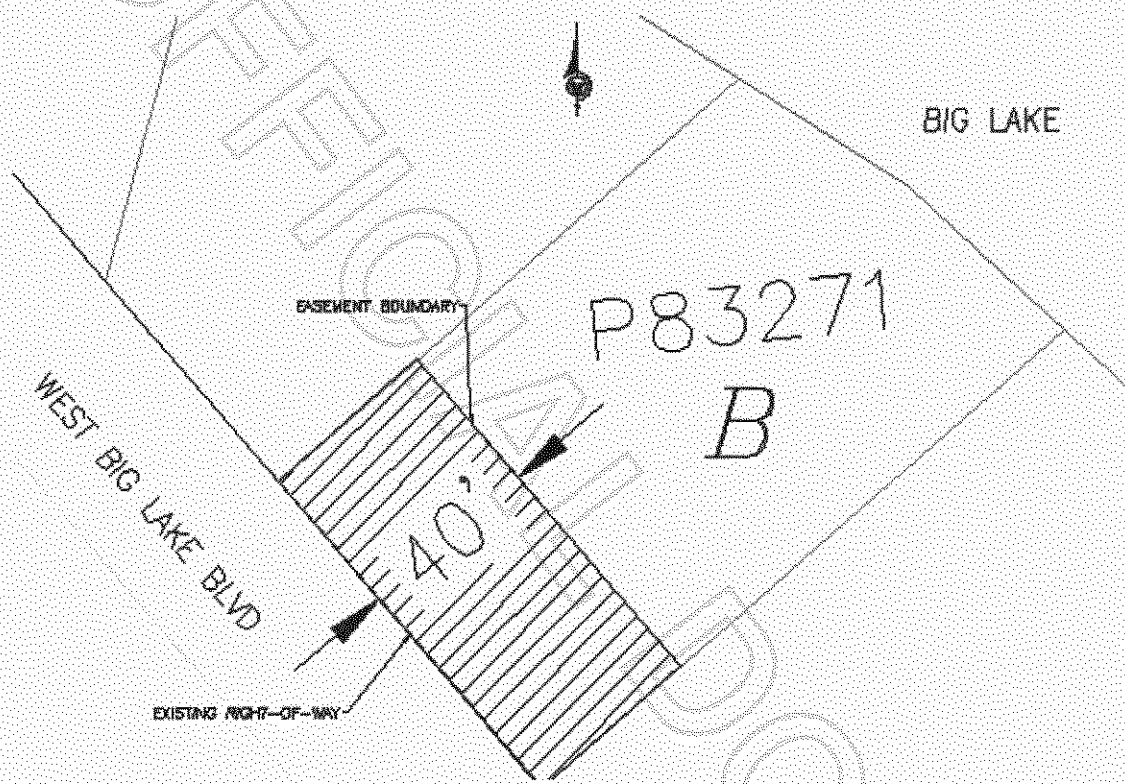 BIG LAKE
EASEMENT BOUNDARY
P83271
B
WEST BIG LAKE BLVD
40'
EXISTING RIGHT-OF-WAY